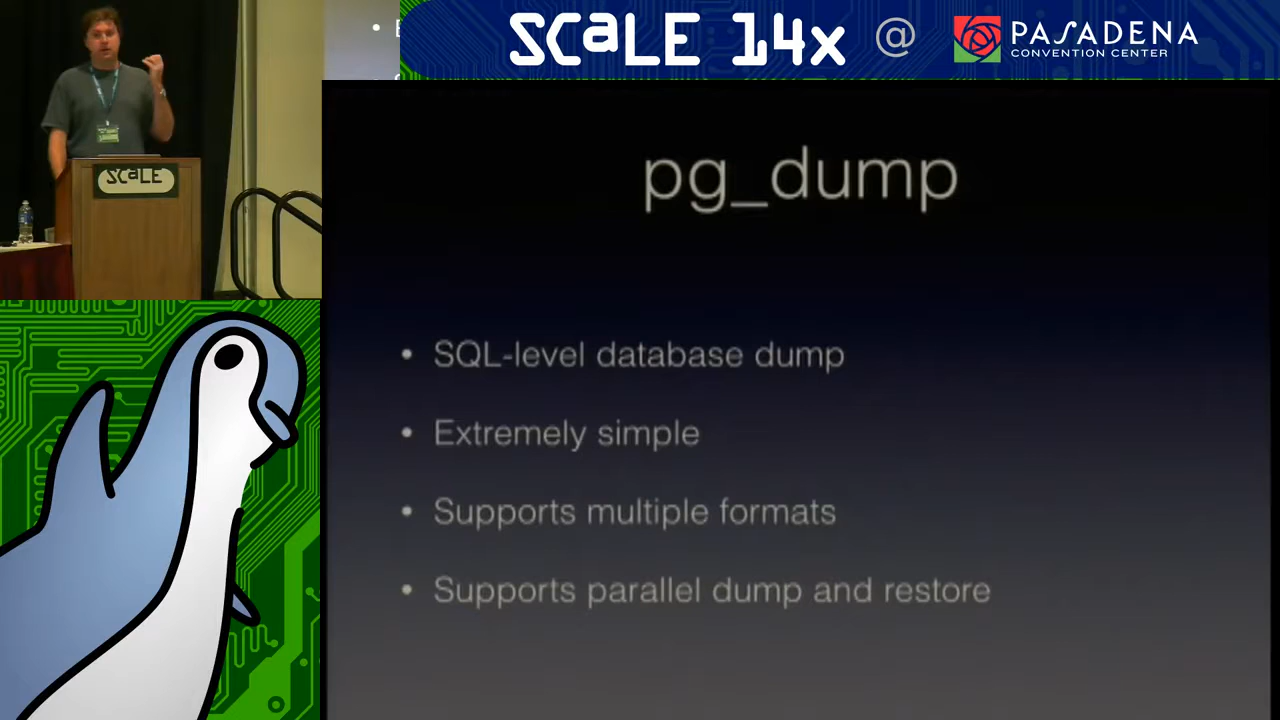 SCaLE 14x @ PASADENA
CONVENTION CENTER
SCaLE
pg_dump
• SQL-level database dump
• Extremely simple
• Supports multiple formats
• Supports parallel dump and restore